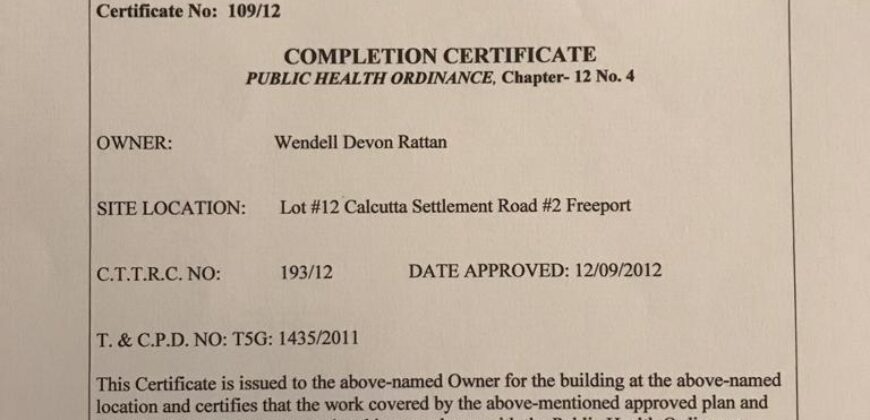 Certificate No: 109/12
COMPLETION CERTIFICATE
PUBLIC HEALTH ORDINANCE, Chapter- 12 No. 4
OWNER: Wendell Devon Rattan
SITE LOCATION: Lot #12 Calcutta Settlement Road #2 Freeport
C.T.T.R.C. NO: 193/12 DATE APPROVED: 12/09/2012
T. & C.P.D. NO: T5G: 1435/2011
This Certificate is issued to the above-named Owner for the building at the above-named
location and certifies that the work covered by the above-mentioned approved plan and